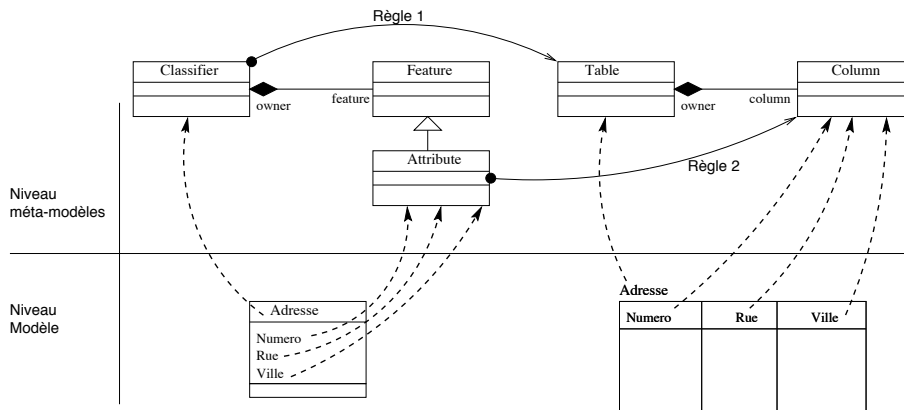 Règle 1
Classifier
Feature
Table
Column
owner
feature
owner
column
Attribute
Règle 2
Niveau
méta-modèles
Niveau
Modèle
Adresse
Numero
Rue
Ville
Adresse
Numero Rue Ville